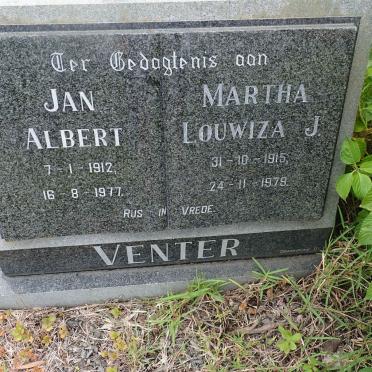 Ter Gedagtenis aan
JAN ALBERT
7-1-1912.
16-8-1977.
MARTHA LOUWIZA J.
31-10-1915.
24-11-1979.
RUS IN VREDE.
VENTER